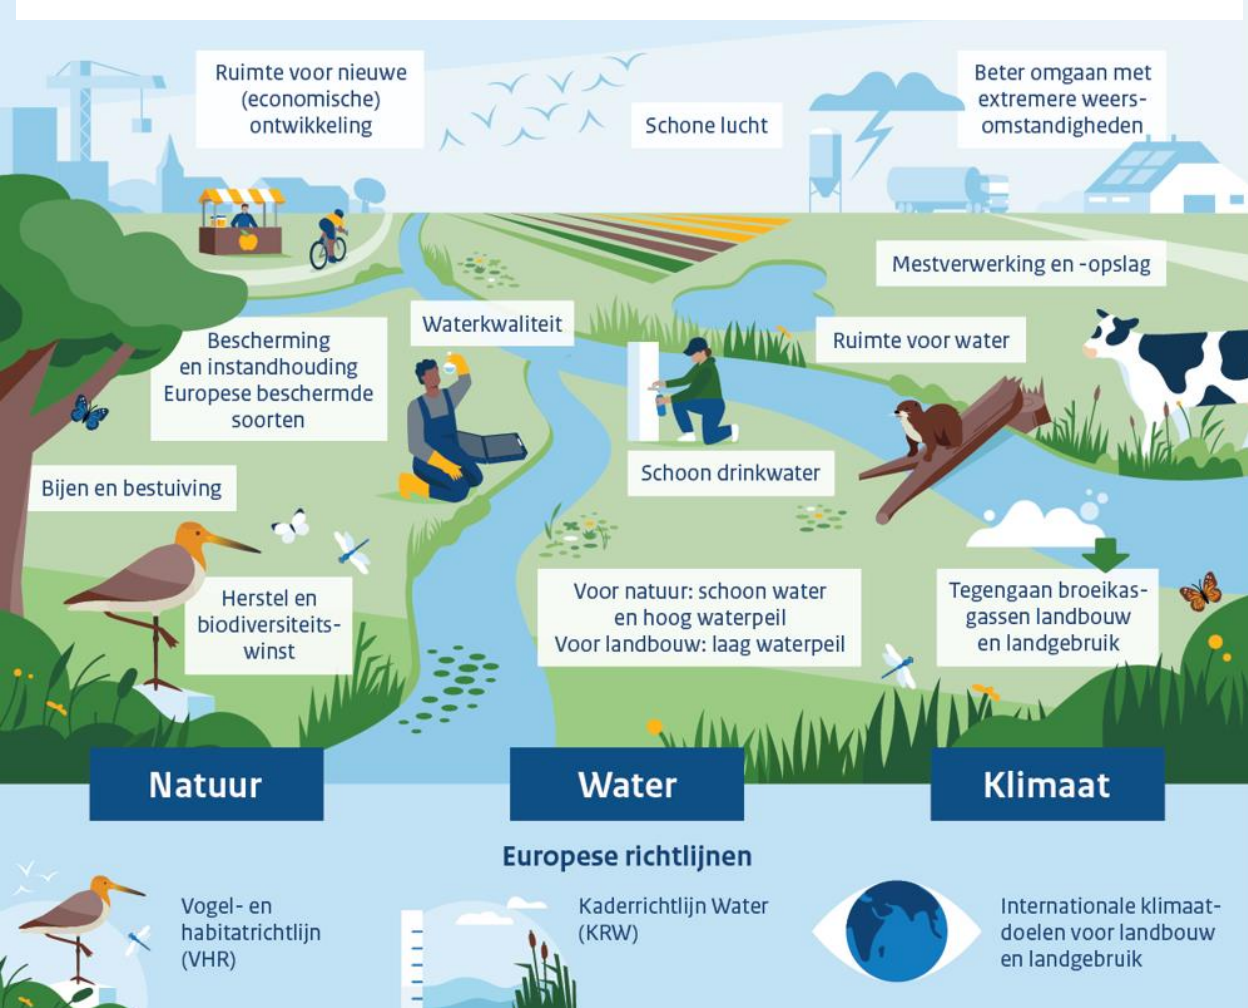 Ruimte voor nieuwe
(economische)
ontwikkeling
Schone lucht
Beter omgaan met
extremere weers-
omstandigheden
Mestverwerking en -opslag
Waterkwaliteit
Ruimte voor water
Bescherming
en instandhouding
Europese beschermde
soorten
Schoon drinkwater
Bijen en bestuiving
Herstel en
biodiversiteits-
winst
Voor natuur: schoon water
en hoog waterpeil
Voor landbouw: laag waterpeil
Tegengaan broeikas-
gassen landbouw
en landgebruik
Natuur
Water
Klimaat
Europese richtlijnen
Vogel- en
habitatrichtlijn
(VHR)
Kaderrichtlijn Water
(KRW)
Internationale klimaat-
doelen voor landbouw
en landgebruik